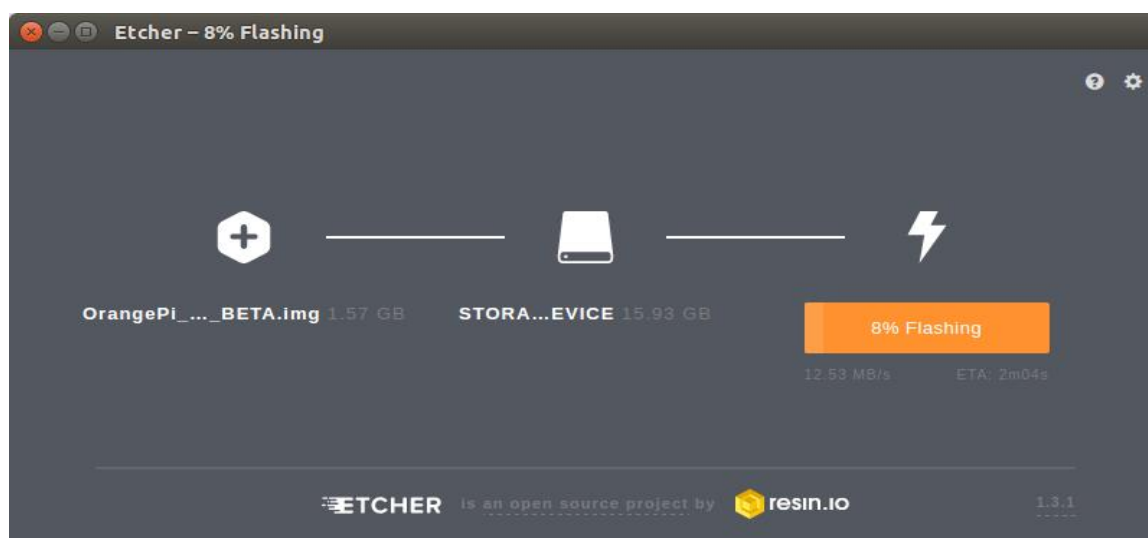 Etcher – 8% Flashing
OrangePi_..._BETA.img 1.57 GB
STORA...EVICE 15.93 GB
8% Flashing
12.53 MB/s ETA: 2m04s
ETCHER is an open source project by resin.io 1.3.1